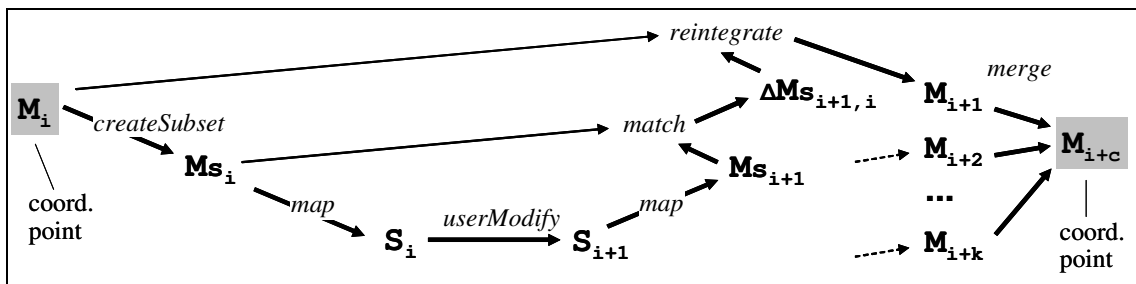 reintegrate
merge
M_i
ΔMs_{i+1,i}
M_{i+1}
createSubset
match
Ms_i
Ms_{i+1}
M_{i+2}
M_{i+c}
coord.
point
map
userModify
map
...
S_i
S_{i+1}
M_{i+k}
coord.
point